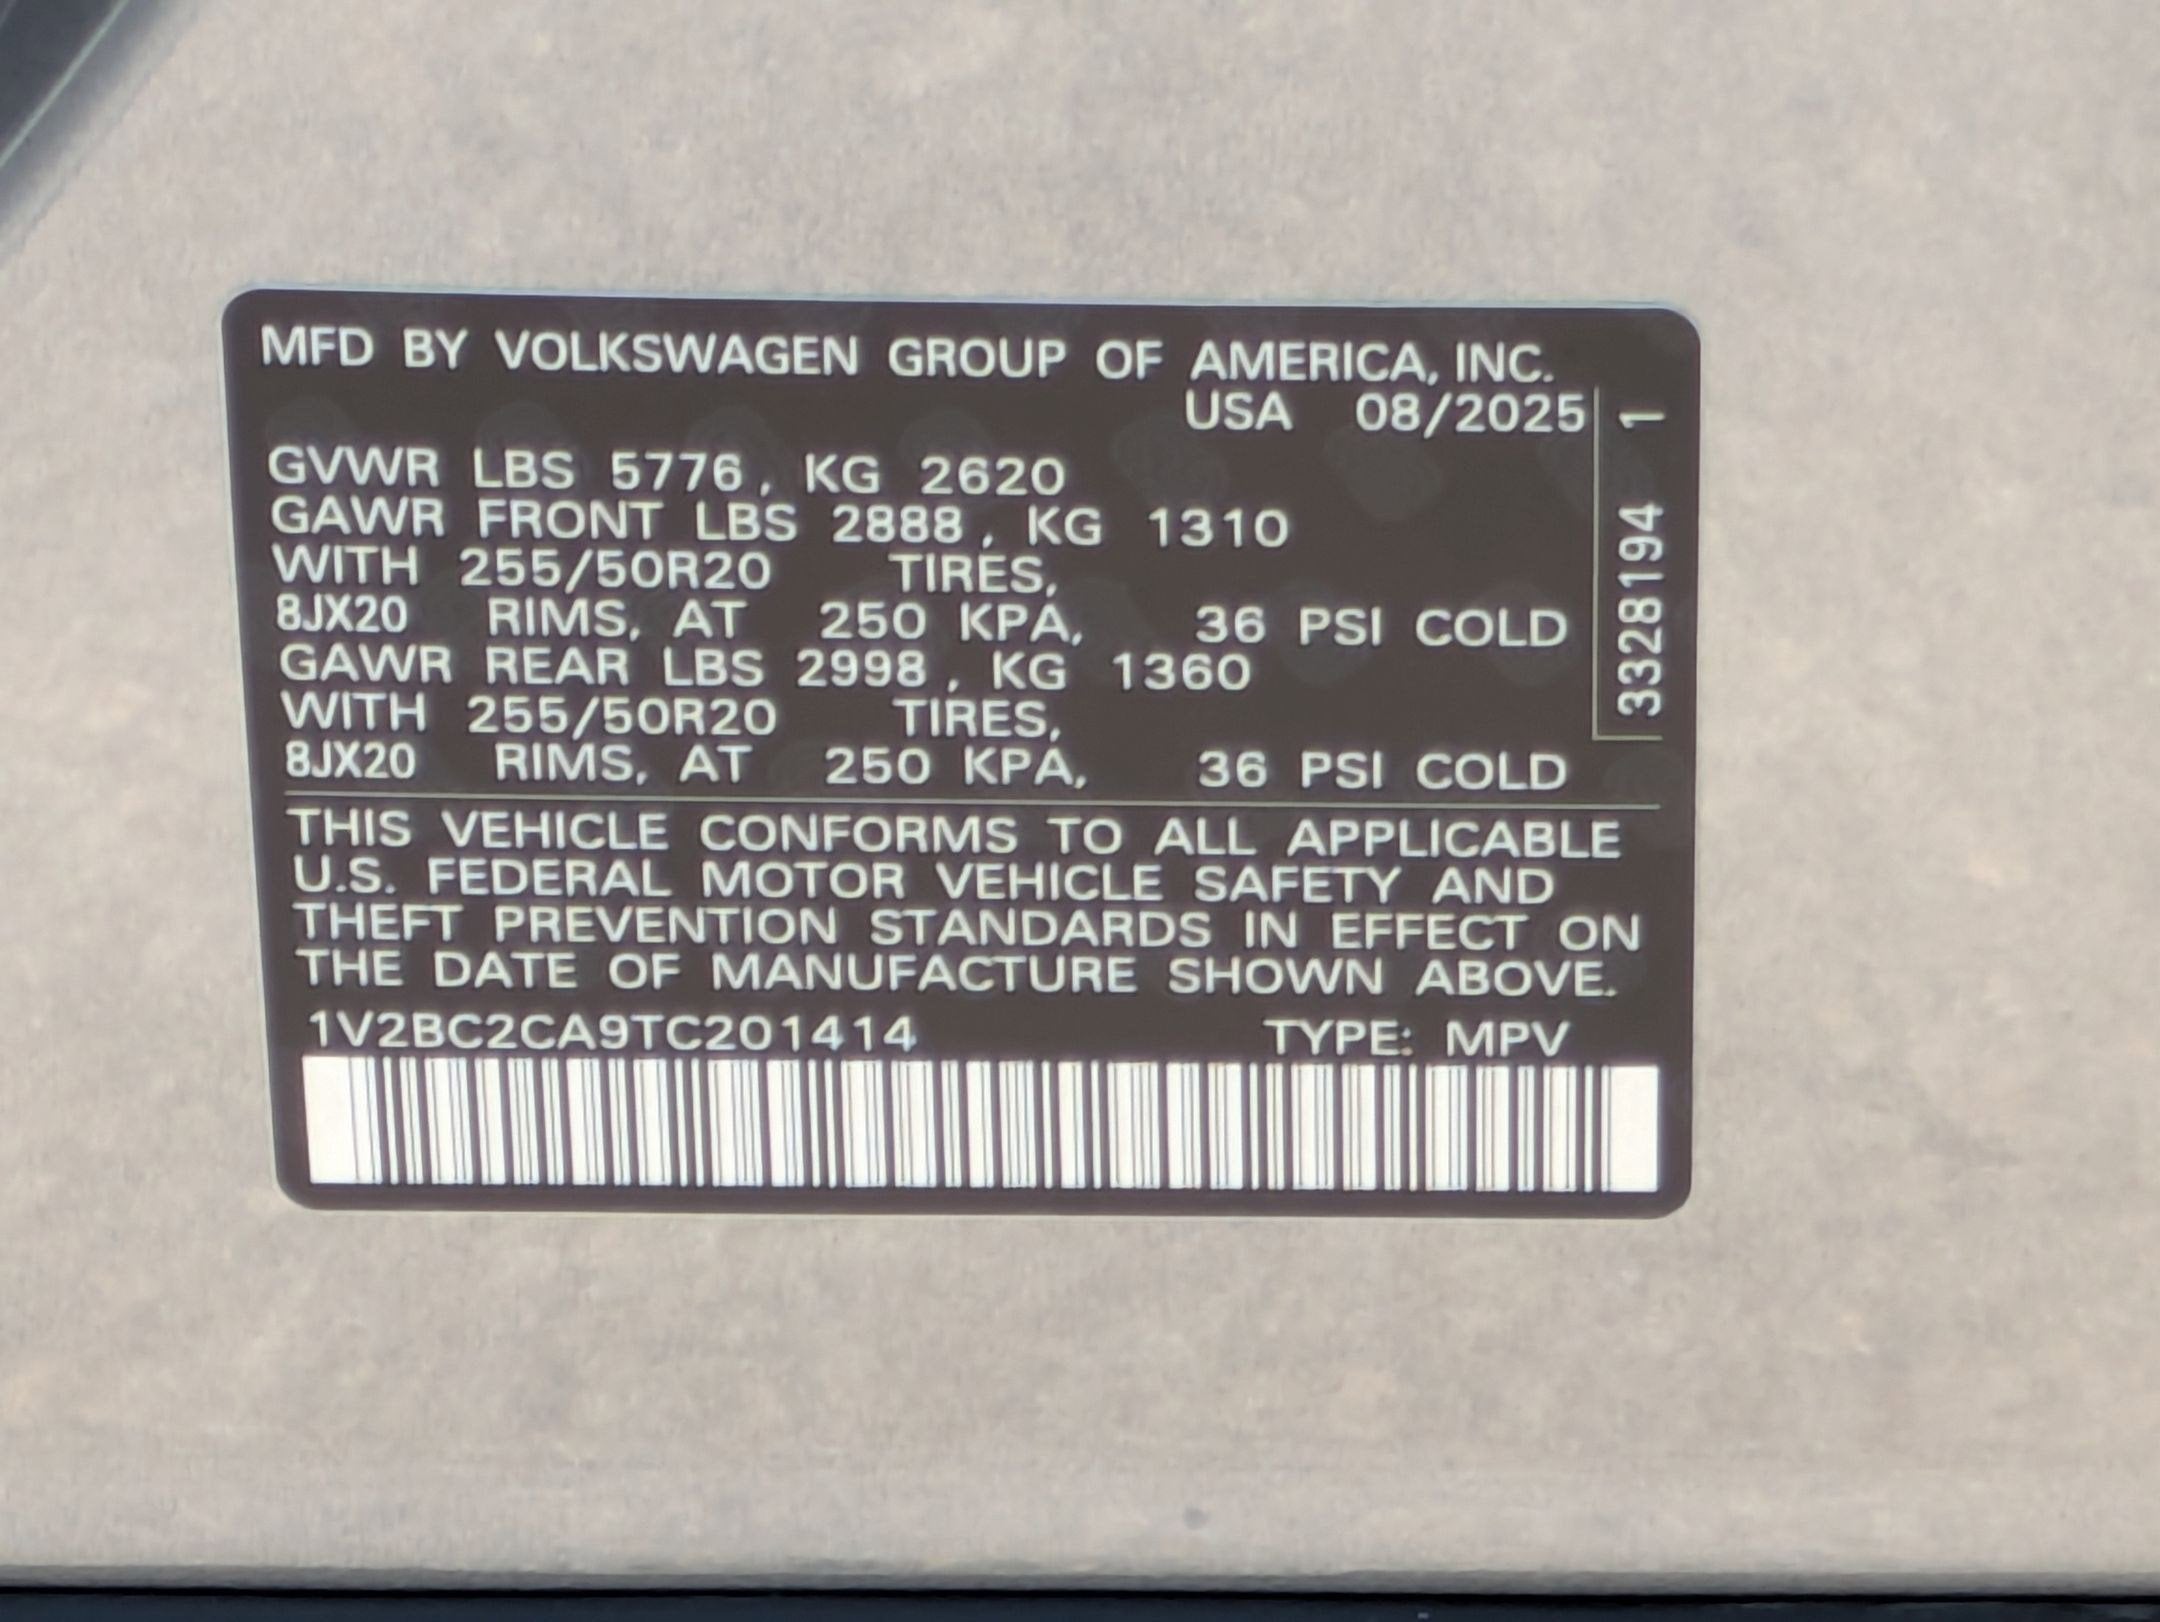 MFD BY VOLKSWAGEN GROUP OF AMERICA, INC.
USA 08/2025
GVWR LBS 5776, KG 2620
GAWR FRONT LBS 2888, KG 1310
WITH 255/50R20 TIRES,
8JX20 RIMS, AT 250 KPA, 36 PSI COLD
GAWR REAR LBS 2998, KG 1360
WITH 255/50R20 TIRES,
8JX20 RIMS, AT 250 KPA, 36 PSI COLD
3328194 1
THIS VEHICLE CONFORMS TO ALL APPLICABLE
U.S. FEDERAL MOTOR VEHICLE SAFETY AND
THEFT PREVENTION STANDARDS IN EFFECT ON
THE DATE OF MANUFACTURE SHOWN ABOVE.
1V2BC2CA9TC201414 TYPE: MPV